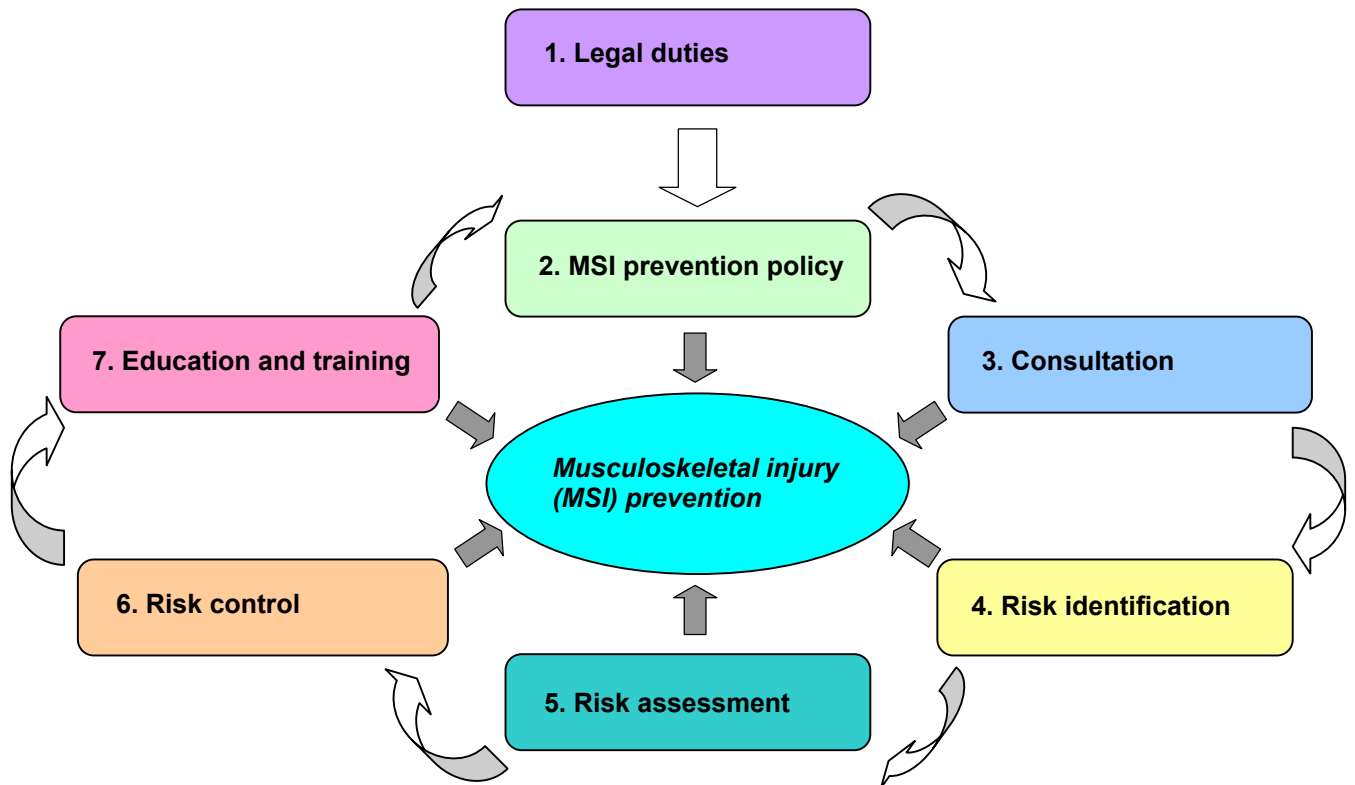 1. Legal duties
2. MSI prevention policy
7. Education and training
3. Consultation
Musculoskeletal injury
(MSI) prevention
6. Risk control
4. Risk identification
5. Risk assessment